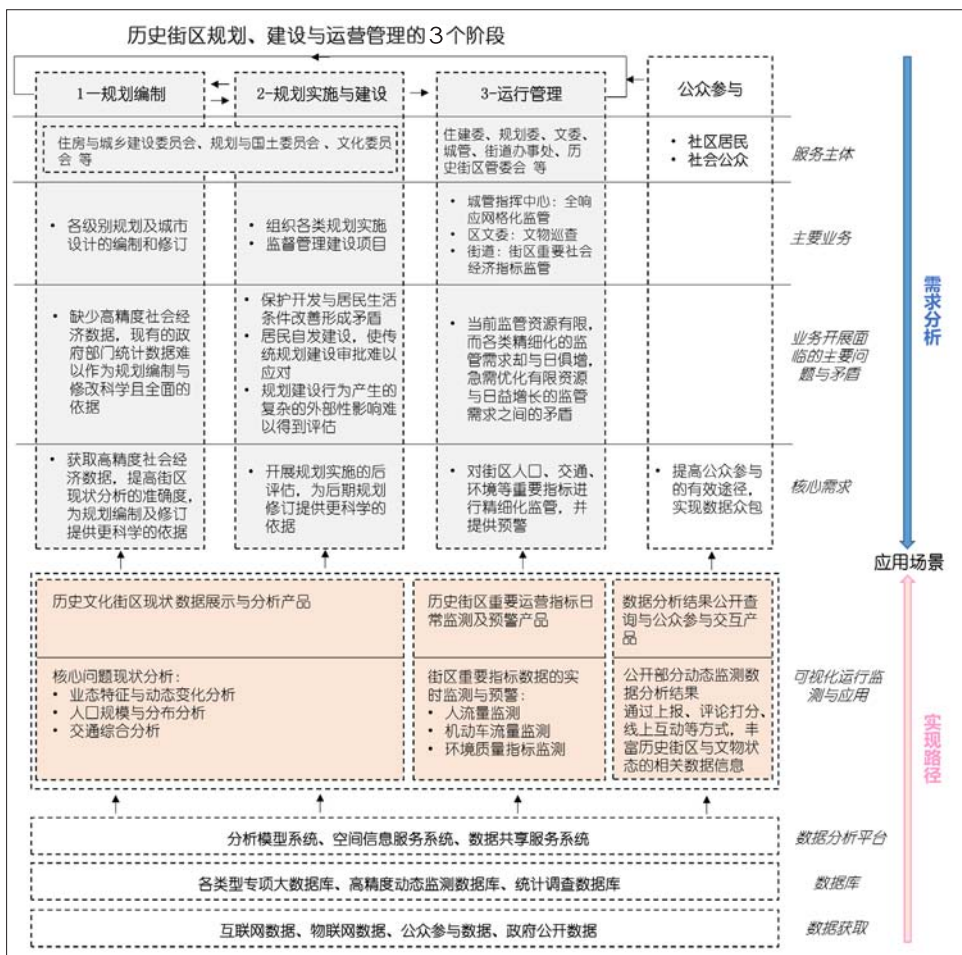 历史街区规划、建设与运营管理的3个阶段
1—规划编制
2-规划实施与建设
3-运行管理
公众参与
住房与城乡建设委员会、规划与国土委员会、文化委员
会 等
住建委、规划委、文委、
城管、街道办事处、历
史街区管委会 等
• 社区居民
• 社会公众
服务主体
• 各级别规划及城市
设计的编制和修订
• 组织各类规划实施
• 监督管理建设项目
• 城管指挥中心：全响
应网格化监管
• 区文委：文物巡查
• 街道：街区重要社会
经济指标监管
主要业务
• 缺少高精度社会经
济数据，现有的政
府部门统计数据难
以作为规划编制与
修改科学且全面的
依据
• 保护开发与居民生活
条件改善形成矛盾
• 居民自发建设，使传
统规划建设审批难以
应对
• 规划建设行为产生的
复杂的外部性影响难
以得到评估
• 当前监管资源有限，
而各类精细化的监
管需求却与日俱增，
急需优化有限资源
与日益增长的监管
需求之间的矛盾
业务开展面
临的主要问
题与矛盾
• 获取高精度社会经
济数据，提高街区
现状分析的准确度，
为规划编制及修订
提供更科学的依据
• 开展规划实施的后
评估，为后期规划
修订提供更科学的
依据
• 对街区人口、交通、
环境等重要指标进
行精细化监管，并
提供预警
• 提高公众参与
的有效途径，
实现数据众包
核心需求
需求分析
应用场景
历史文化街区现状数据展示与分析产品
历史街区重要运营指标日
常监测及预警产品
数据分析结果公开查
询与公众参与交互产
品
核心问题现状分析：
• 业态特征与动态变化分析
• 人口规模与分布分析
• 交通综合分析
街区重要指标数据的实
时监测与预警：
• 人流量监测
• 机动车流量监测
• 环境质量指标监测
公开部分动态监测数
据分析结果
通过上报、评论打分、
线上互动等方式，丰
富历史街区与文物状
态的相关数据信息
可视化运行监
测与应用
实现路径
分析模型系统、空间信息服务系统、数据共享服务系统
数据分析平台
各类型专项大数据库、高精度动态监测数据库、统计调查数据库
数据库
互联网数据、物联网数据、公众参与数据、政府公开数据
数据获取